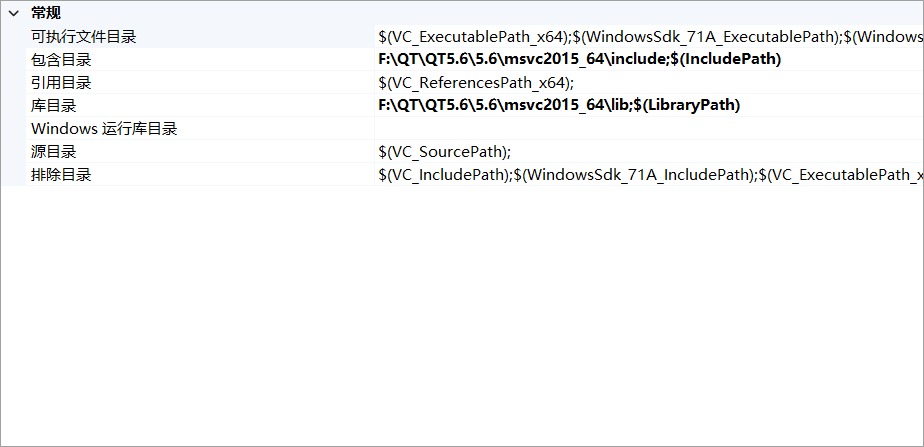 常规
可执行文件目录 $(VC_ExecutablePath_x64);$(WindowsSdk_71A_ExecutablePath);$(Windows
包含目录 F:\QT\QT5.6\5.6\msvc2015_64\include;$(IncludePath)
引用目录 $(VC_ReferencesPath_x64);
库目录 F:\QT\QT5.6\5.6\msvc2015_64\lib;$(LibraryPath)
Windows 运行库目录
源目录 $(VC_SourcePath);
排除目录 $(VC_IncludePath);$(WindowsSdk_71A_IncludePath);$(VC_ExecutablePath_x